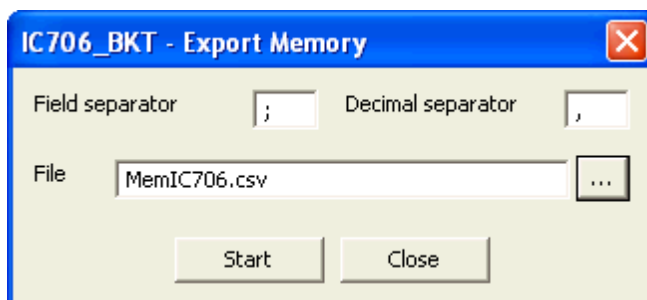 IC706_BKT - Export Memory
Field separator ; Decimal separator ,
File MemIC706.csv ...
Start Close